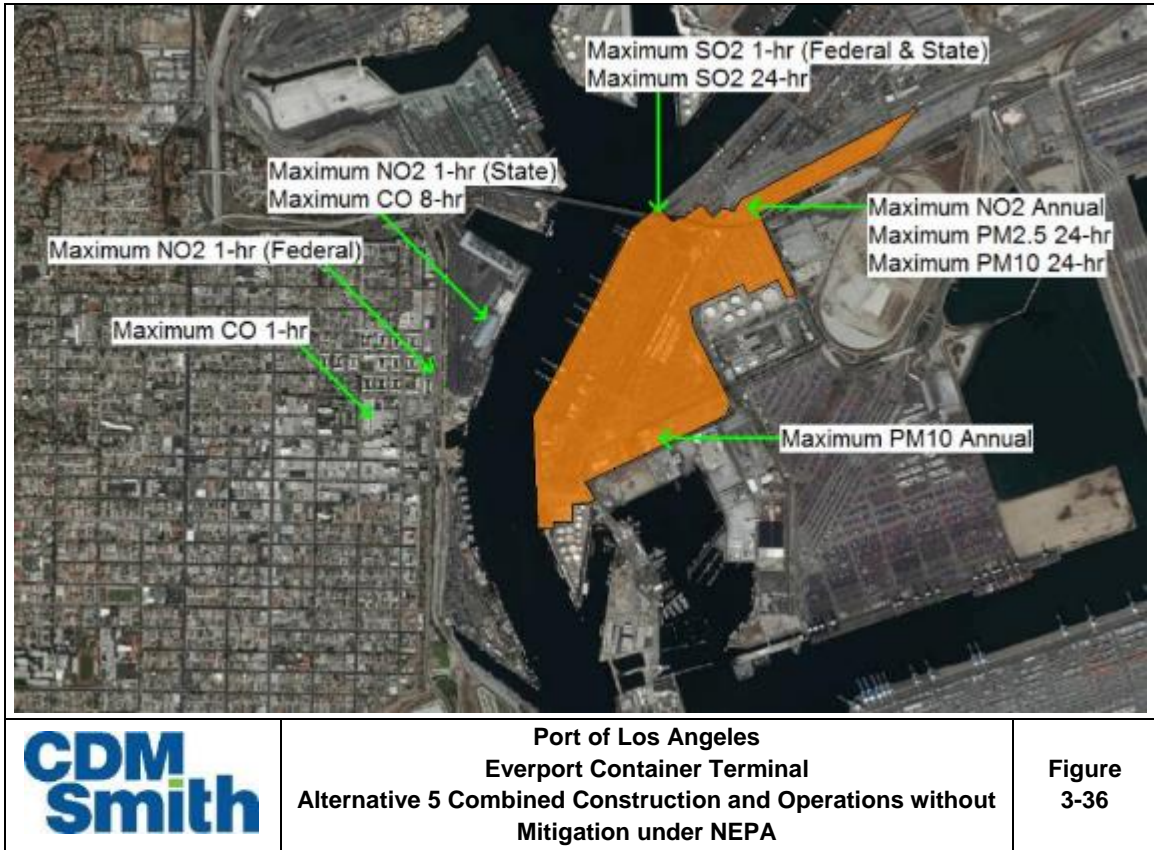 Maximum SO2 1-hr (Federal & State)
Maximum SO2 24-hr
Maximum NO2 1-hr (State)
Maximum CO 8-hr
Maximum NO2 Annual
Maximum PM2.5 24-hr
Maximum PM10 24-hr
Maximum NO2 1-hr (Federal)
Maximum CO 1-hr
Maximum PM10 Annual
CDM
Smith
Port of Los Angeles
Everport Container Terminal
Alternative 5 Combined Construction and Operations without
Mitigation under NEPA
Figure
3-36